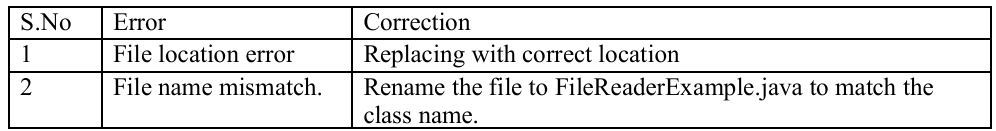 S.No Error Correction
1 File location error Replacing with correct location
2 File name mismatch. Rename the file to FileReaderExample.java to match the
class name.